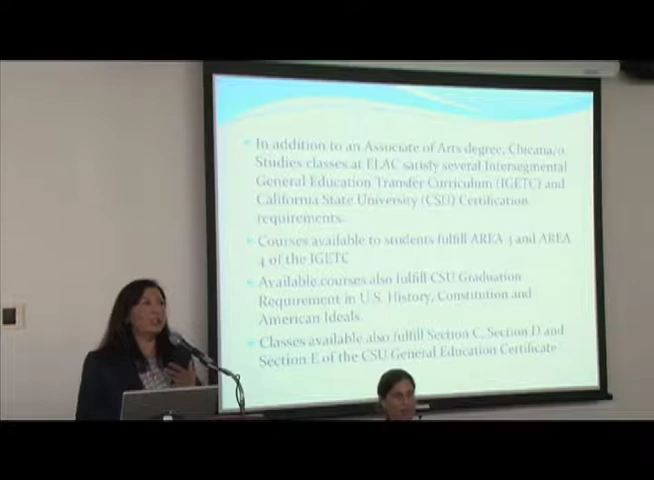 In addition to an Associate of Arts degree, Chicana/o
Studies classes at ELAC satisfy several Intersegmental
General Education Transfer Curriculum (IGETC) and
California State University (CSU) Certification
requirements.
Courses available to students fulfill AREA 3 and AREA
4 of the IGETC
Available courses also fulfill CSU Graduation
Requirement in U.S. History, Constitution and
American Ideals.
Classes available also fulfill Section C, Section D and
Section E of the CSU General Education Certificate